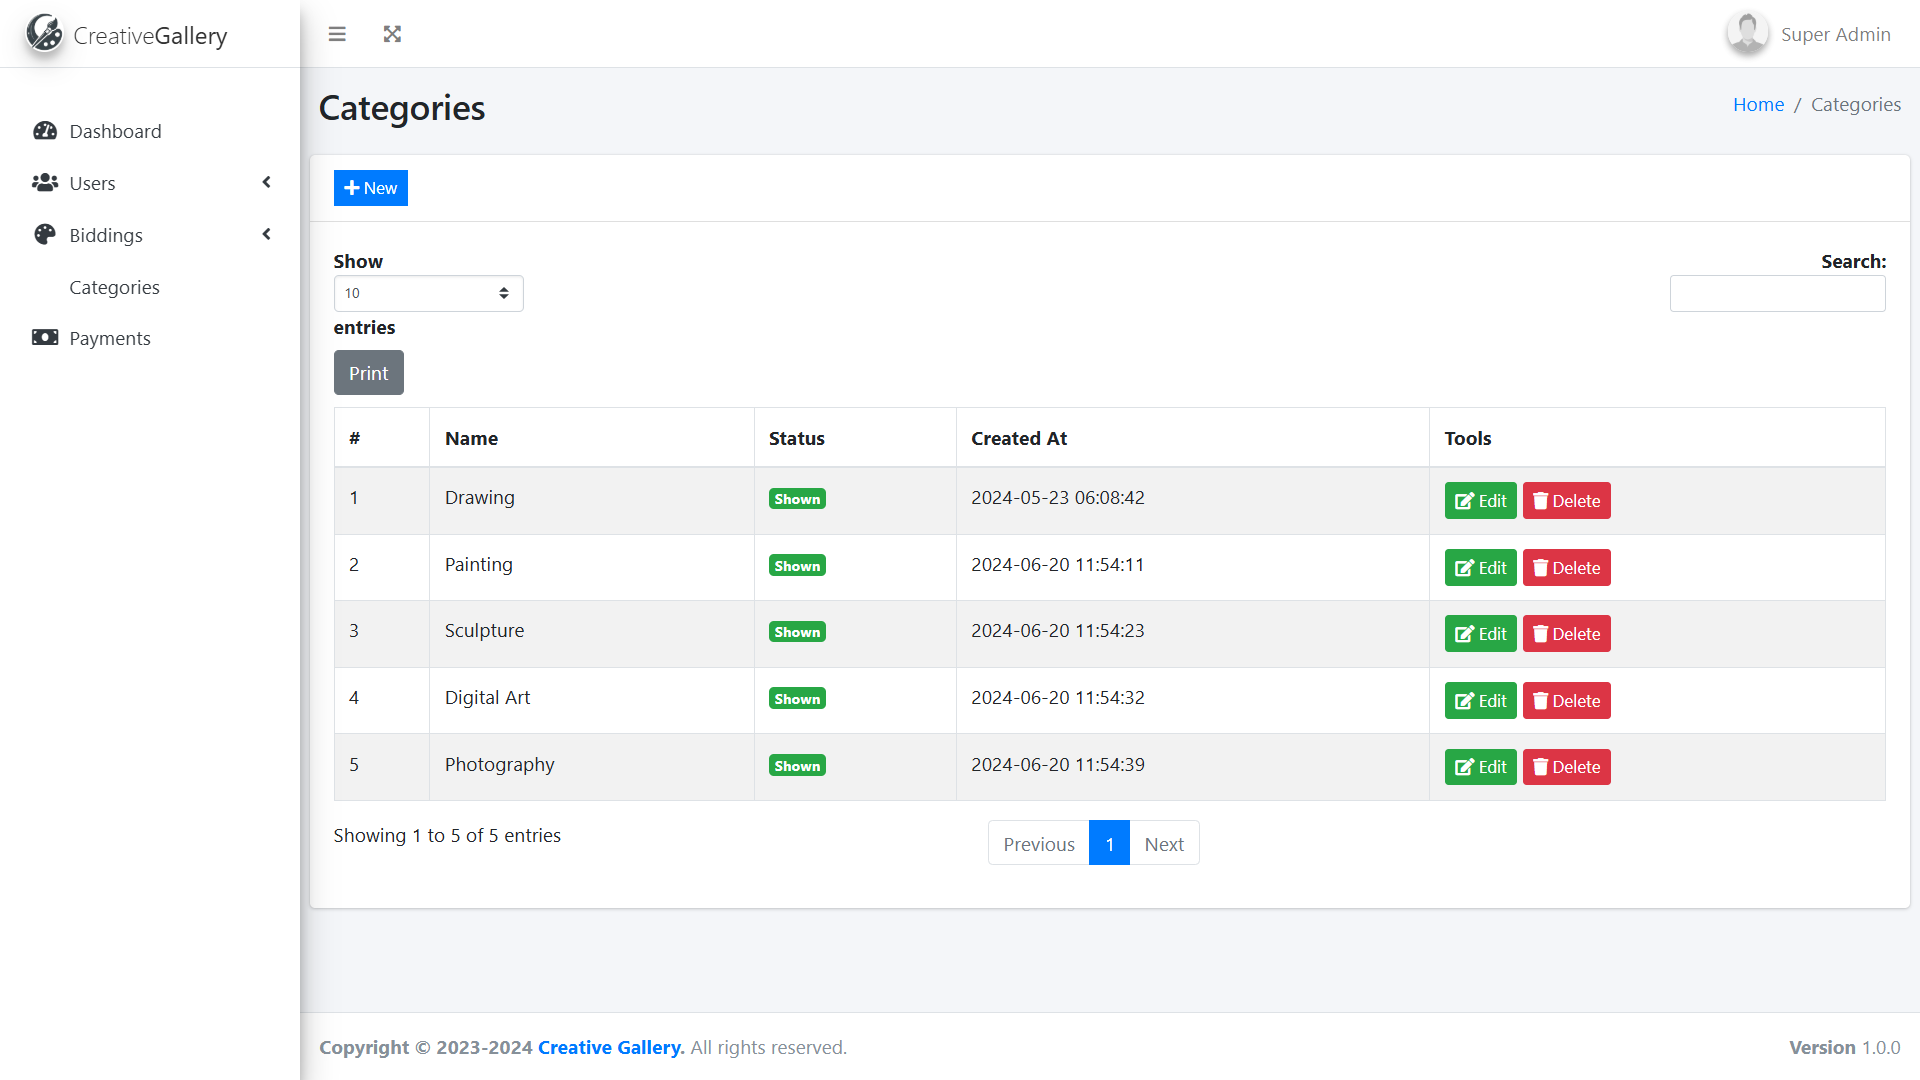 CreativeGallery
Super Admin
Dashboard
Users
Biddings
Categories
Payments
Categories
Home / Categories
New
Show
10
entries
Search:
Print
# Name Status Created At Tools
1 Drawing Shown 2024-05-23 06:08:42 Edit Delete
2 Painting Shown 2024-06-20 11:54:11 Edit Delete
3 Sculpture Shown 2024-06-20 11:54:23 Edit Delete
4 Digital Art Shown 2024-06-20 11:54:32 Edit Delete
5 Photography Shown 2024-06-20 11:54:39 Edit Delete
Showing 1 to 5 of 5 entries
Previous 1 Next
Copyright © 2023-2024 Creative Gallery. All rights reserved.
Version 1.0.0